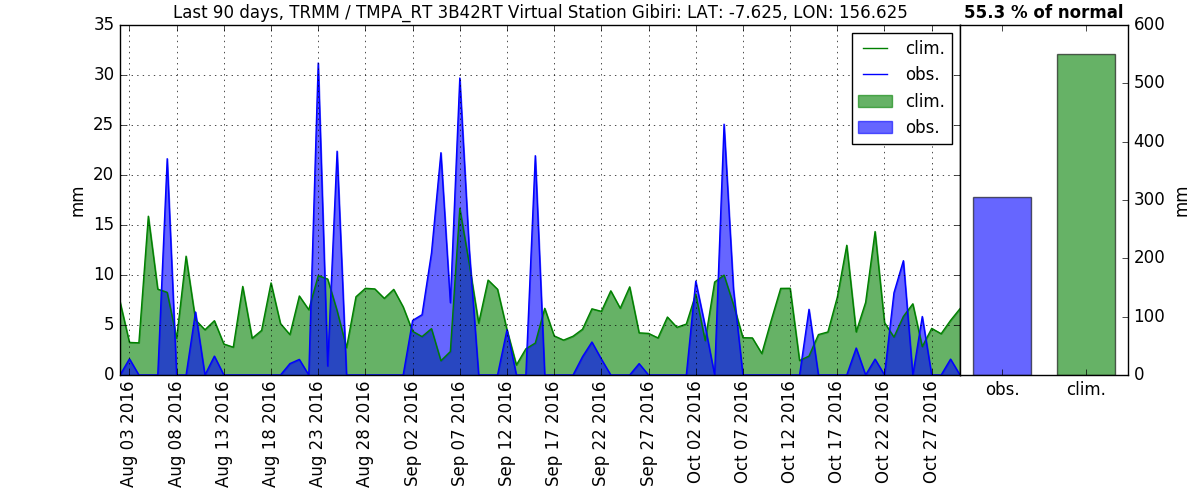 Last 90 days, TRMM / TMPA_RT 3B42RT Virtual Station Gibiri: LAT: -7.625, LON: 156.625
55.3 % of normal
35
30
25
20
15
10
5
0
mm
clim.
obs.
clim.
obs.
600
500
400
300
200
100
0
mm
obs.
clim.
Aug 03 2016
Aug 08 2016
Aug 13 2016
Aug 18 2016
Aug 23 2016
Aug 28 2016
Sep 02 2016
Sep 07 2016
Sep 12 2016
Sep 17 2016
Sep 22 2016
Sep 27 2016
Oct 02 2016
Oct 07 2016
Oct 12 2016
Oct 17 2016
Oct 22 2016
Oct 27 2016